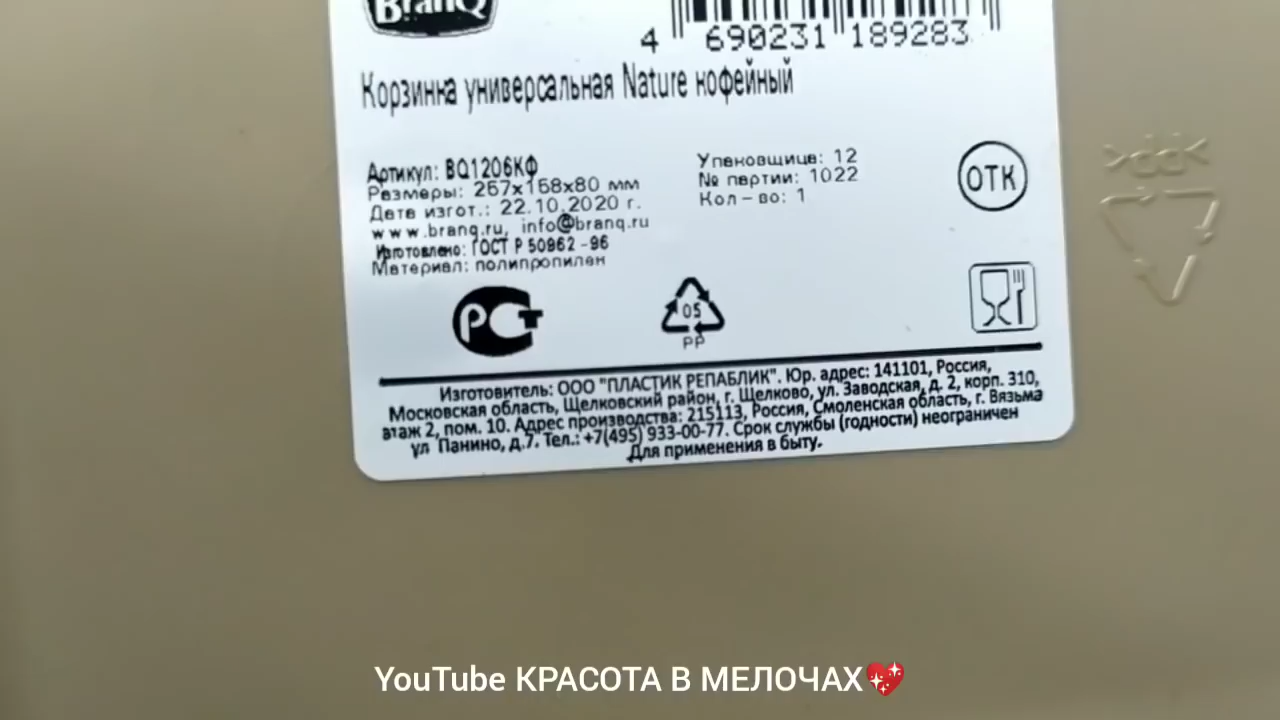 BranQ
4 690231 189283
Корзинка универсальная Nature кофейный
Артикул: BQ1206КФ
Размеры: 267х158х80 мм
Дата изгот.: 22.10.2020 г.
www.branq.ru, info@branq.ru
Изготовлено: ГОСТ Р 50962-96
Материал: полипропилен
Упаковщица: 12
№ партии: 1022
Кол-во: 1
ОТК
>PP<
РСТ
05
PP
Изготовитель: ООО "ПЛАСТИК РЕПАБЛИК". Юр. адрес: 141101, Россия,
Московская область, Щелковский район, г. Щелково, ул. Заводская, д. 2, корп. 310,
этаж 2, пом. 10. Адрес производства: 215113, Россия, Смоленская область, г. Вязьма
ул Панино, д.7. Тел.: +7(495) 933-00-77. Срок службы (годности) неограничен
Для применения в быту.
YouTube КРАСОТА В МЕЛОЧАХ💖